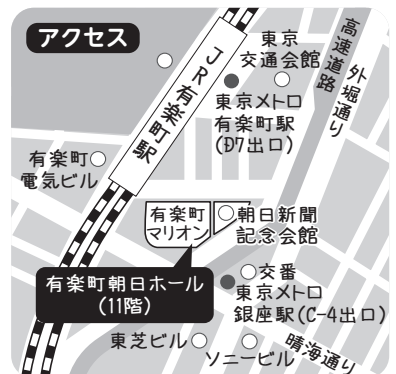 アクセス
JR有楽町駅
東京
交通会館
高速道路
外堀通り
東京メトロ
有楽町駅
(D7出口)
有楽町
電気ビル
有楽町
マリオン
朝日新聞
記念会館
有楽町朝日ホール
(11階)
交番
東京メトロ
銀座駅(C-4出口)
東芝ビル
ソニービル
晴海通り